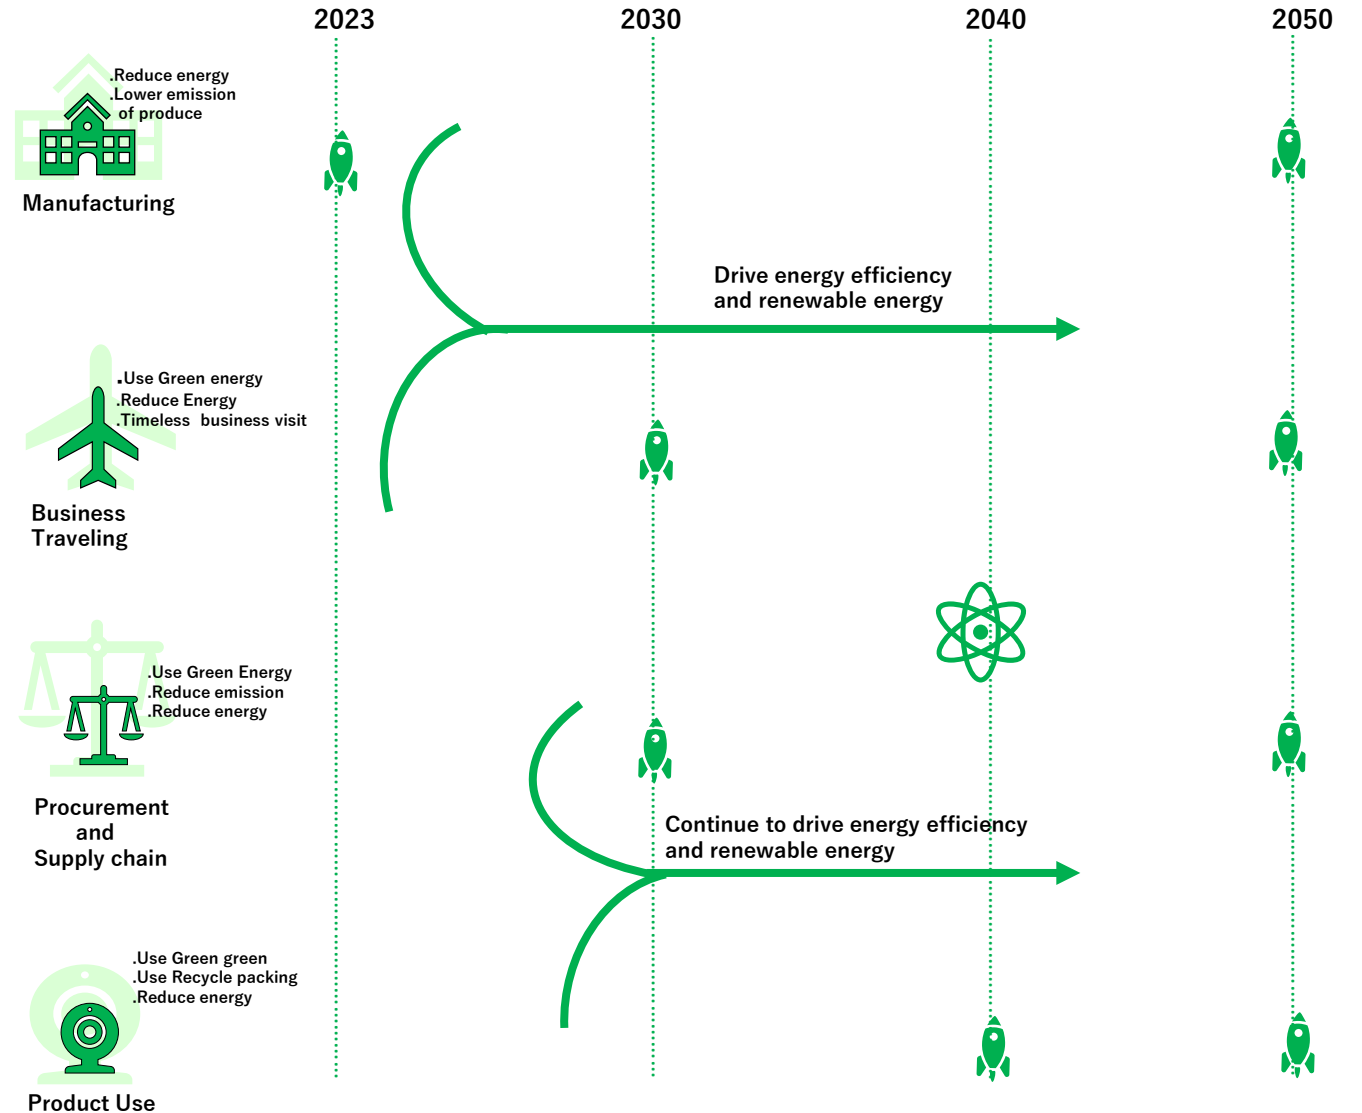 2023
2030
2040
2050
.Reduce energy
.Lower emission
of produce
Manufacturing
Drive energy efficiency
and renewable energy
.Use Green energy
.Reduce Energy
.Timeless business visit
Business
Traveling
.Use Green Energy
.Reduce emission
.Reduce energy
Procurement
and
Supply chain
Continue to drive energy efficiency
and renewable energy
.Use Green green
.Use Recycle packing
.Reduce energy
Product Use